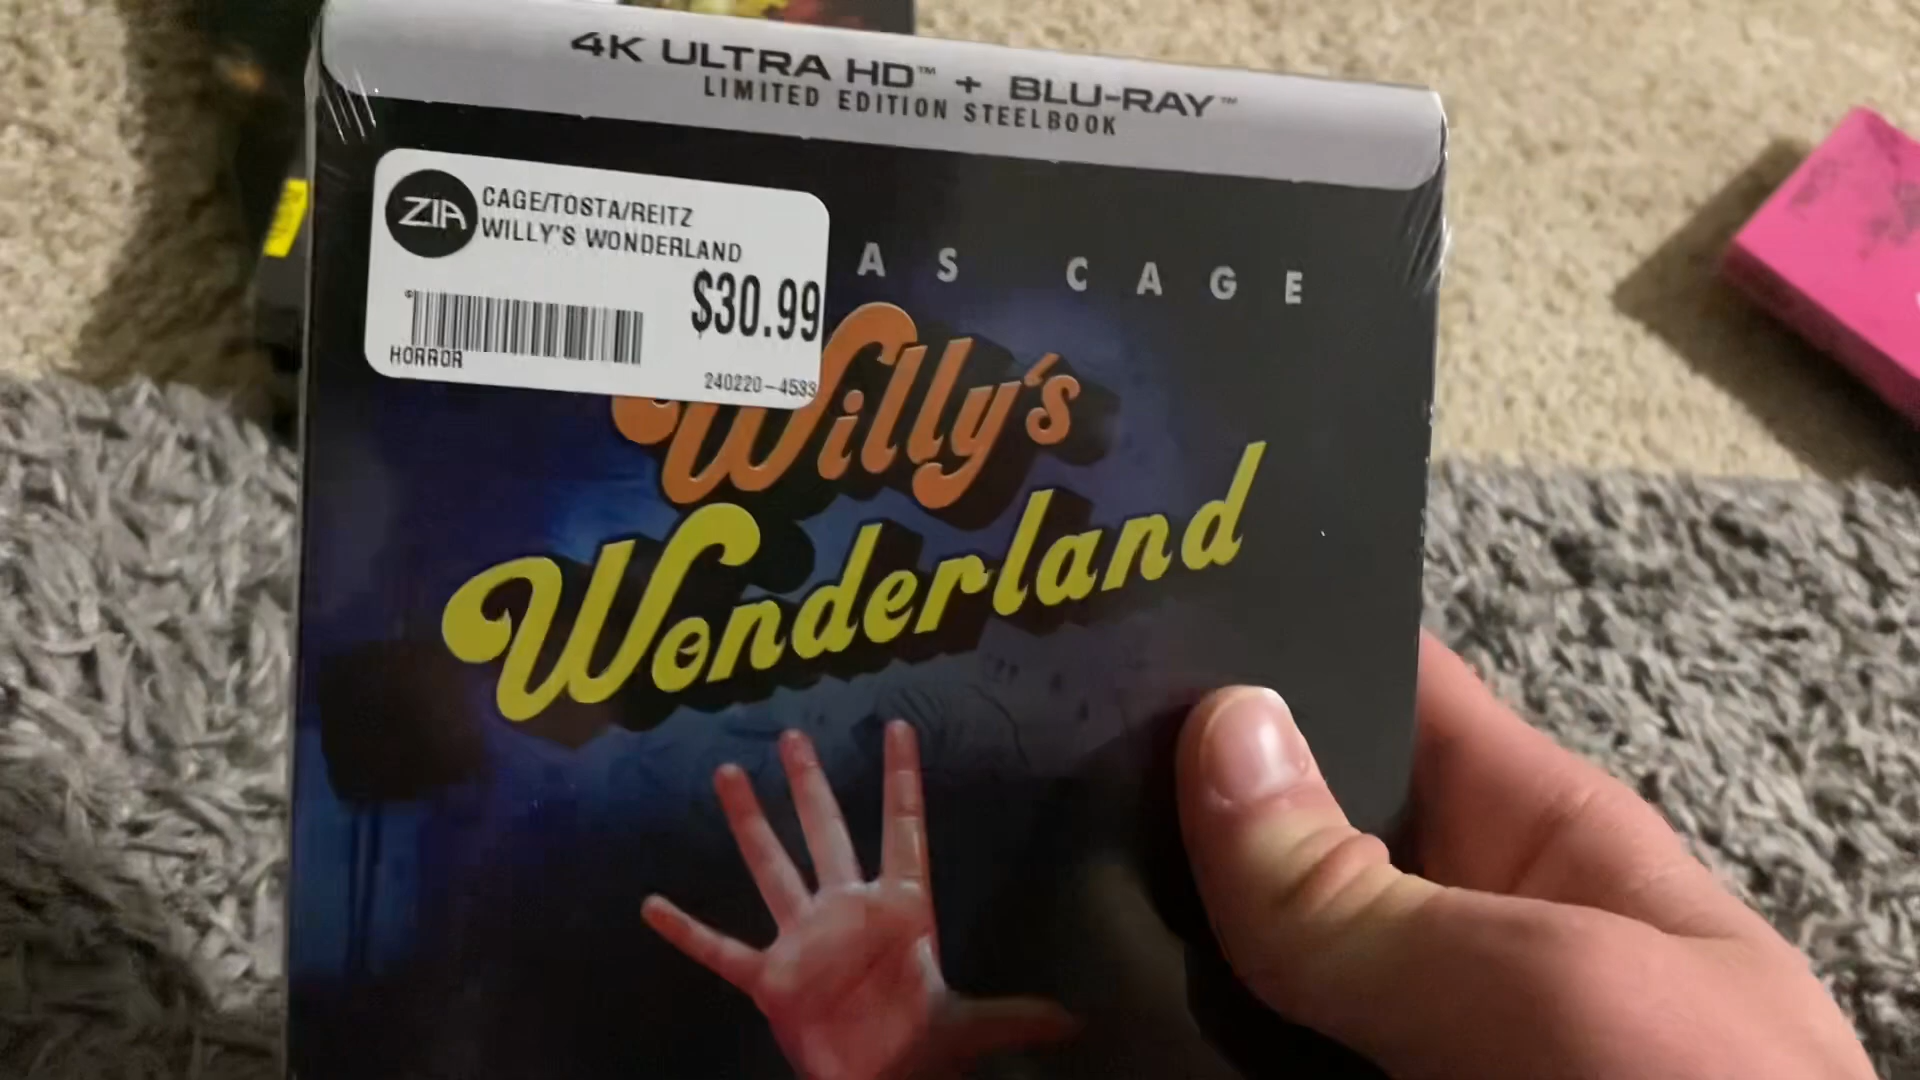 4K ULTRA HD™ + BLU-RAY™
LIMITED EDITION STEELBOOK
ZIA
CAGE/TOSTA/REITZ
WILLY'S WONDERLAND
$30.99
HORROR
240220-4533
AS CAGE
Willy's
Wonderland